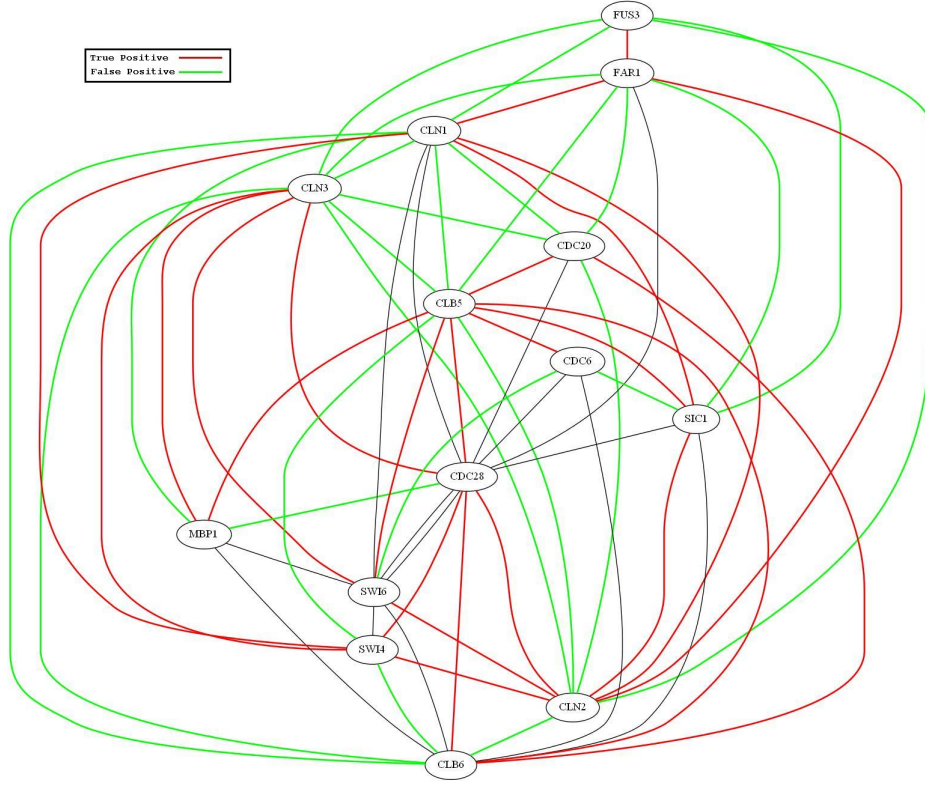 FUS3
True Positive
False Positive
FAR1
CLN1
CLN3
CDC20
CLB5
CDC6
SIC1
CDC28
MBP1
SWI6
SWI4
CLN2
CLB6